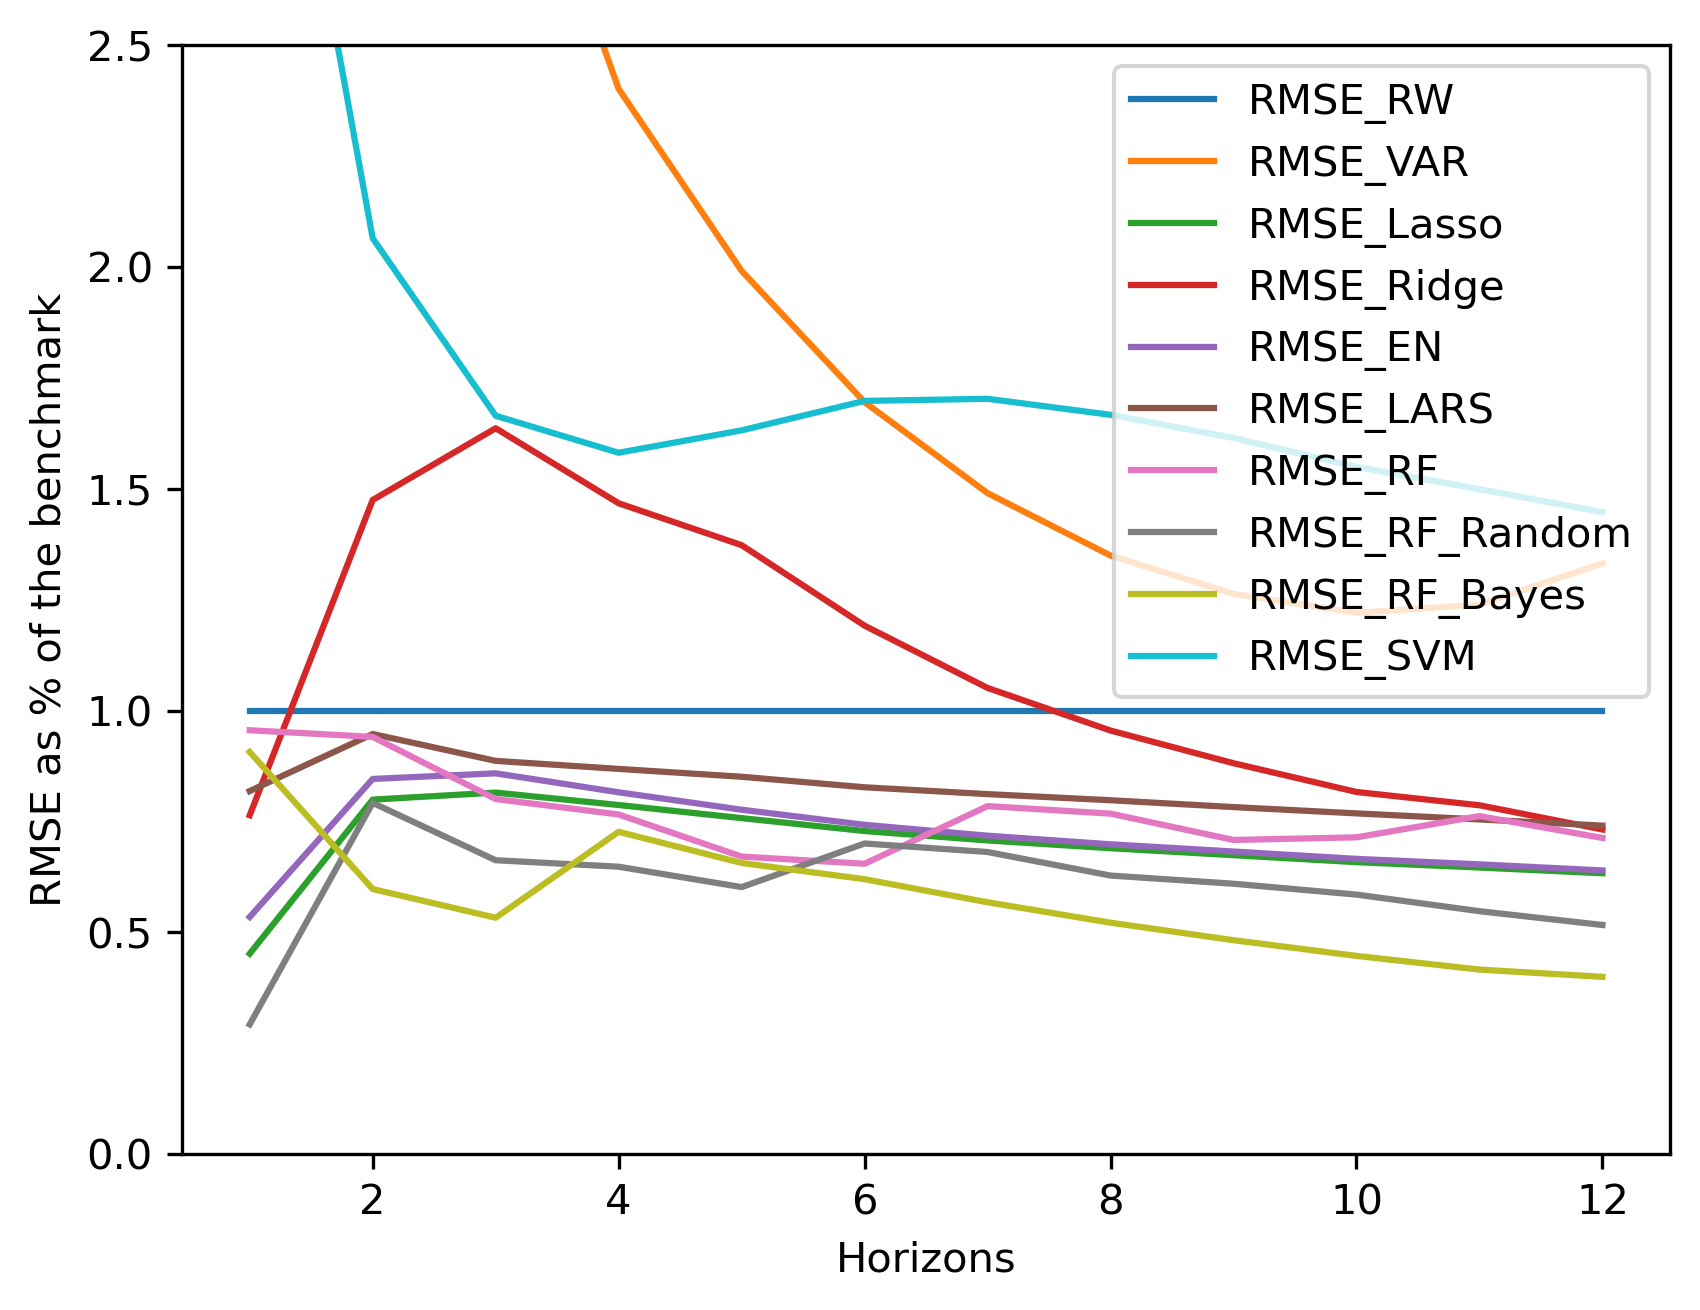 2.5
2.0
1.5
1.0
0.5
0.0
RMSE as % of the benchmark
RMSE_RW
RMSE_VAR
RMSE_Lasso
RMSE_Ridge
RMSE_EN
RMSE_LARS
RMSE_RF
RMSE_RF_Random
RMSE_RF_Bayes
RMSE_SVM
2 4 6 8 10 12
Horizons